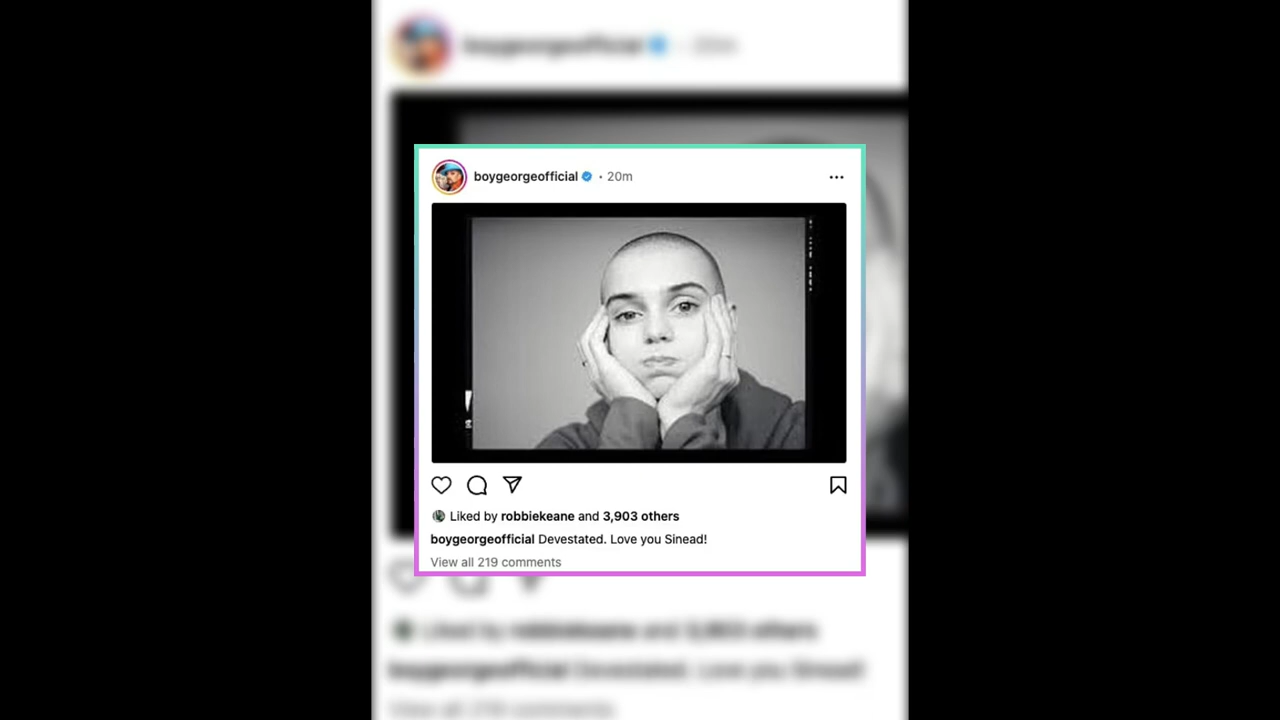 boygeorgeofficial • 20m
Liked by robbiekeane and 3,903 others
boygeorgeofficial Devestated. Love you Sinead!
View all 219 comments